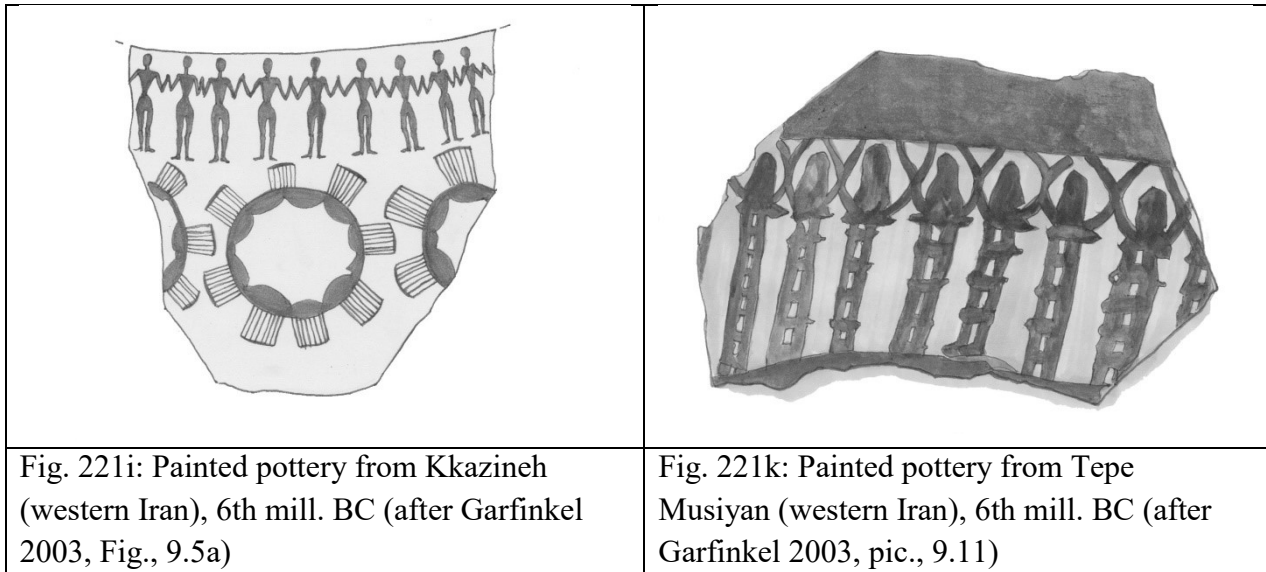 Fig. 221i: Painted pottery from Kkazineh
(western Iran), 6th mill. BC (after Garfinkel
2003, Fig., 9.5a)
Fig. 221k: Painted pottery from Tepe
Musiyan (western Iran), 6th mill. BC (after
Garfinkel 2003, pic., 9.11)